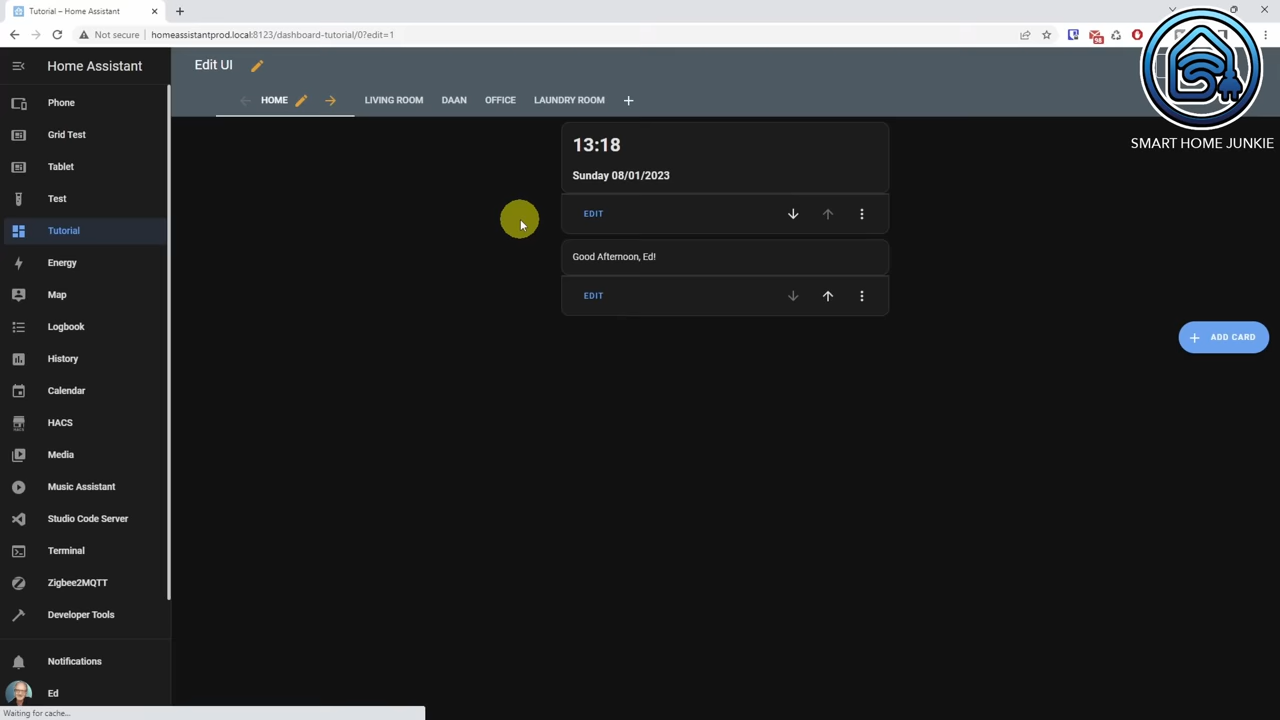 Tutorial – Home Assistant
Not secure
homeassistantprod.local:8123/dashboard-tutorial/0?edit=1
98
SMART HOME JUNKIE
Home Assistant
Phone
Grid Test
Tablet
Test
Tutorial
Energy
Map
Logbook
History
Calendar
HACS
Media
Music Assistant
Studio Code Server
Terminal
Zigbee2MQTT
Developer Tools
Notifications
Ed
Edit UI
HOME
LIVING ROOM
DAAN
OFFICE
LAUNDRY ROOM
13:18
Sunday 08/01/2023
EDIT
Good Afternoon, Ed!
EDIT
ADD CARD
Waiting for cache...